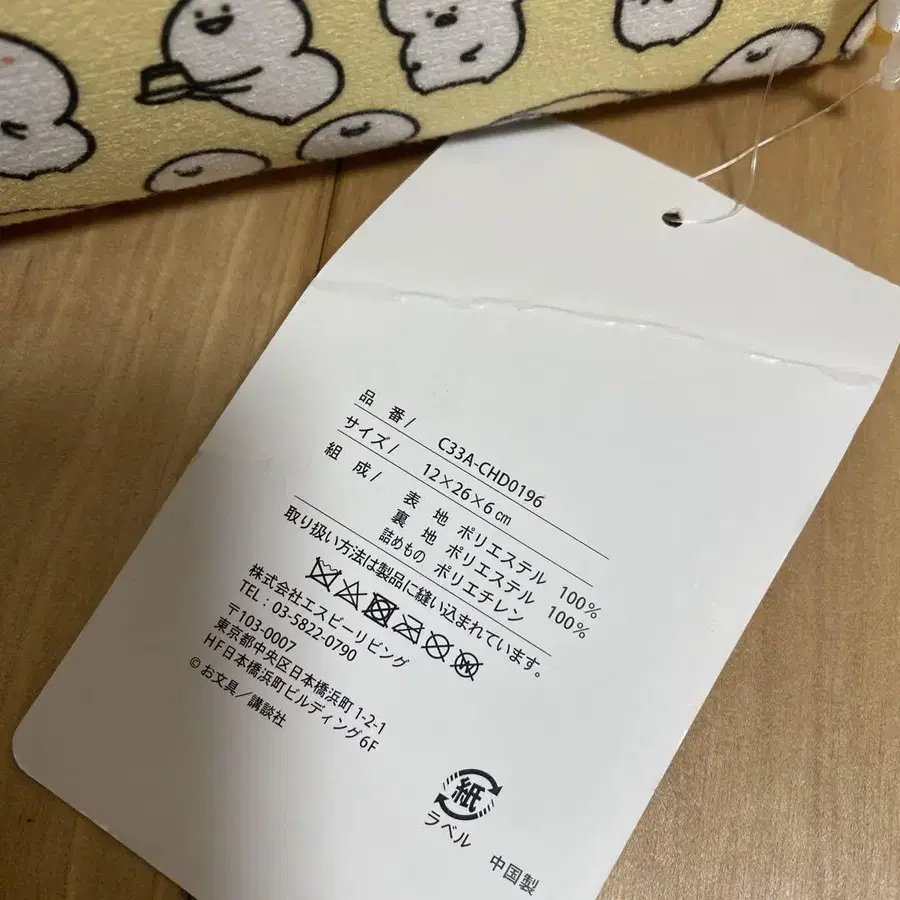 品 番/ C33A-CHD0196
サイズ/ 12×26×6㎝
組 成/ 表 地 ポリエステル 100%
裏 地 ポリエステル 100%
詰めもの ポリエチレン
取り扱い方法は製品に縫い込まれています。
株式会社エスピーリビング
TEL:03-5822-0790
〒103-0007
東京都中央区日本橋浜町1-2-1
HF日本橋浜町ビルディング6F
©お文具/講談社
紙
ラベル
中国製